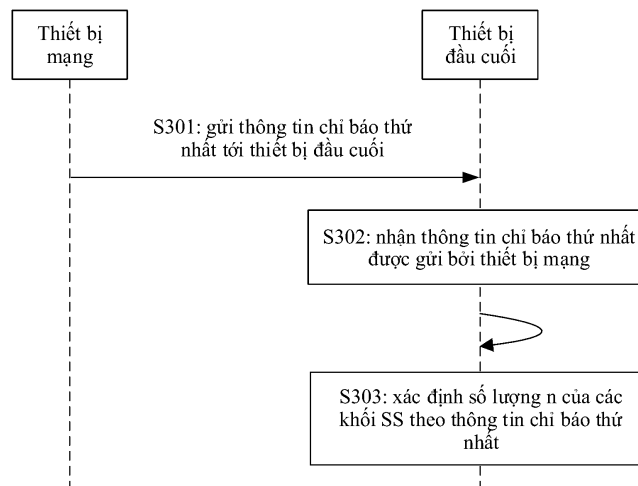 Thiết bị
mạng
Thiết bị
đầu cuối
S301: gửi thông tin chỉ báo thứ
nhất tới thiết bị đầu cuối
S302: nhận thông tin chỉ báo thứ nhất
được gửi bởi thiết bị mạng
S303: xác định số lượng n của các
khối SS theo thông tin chỉ báo thứ
nhất